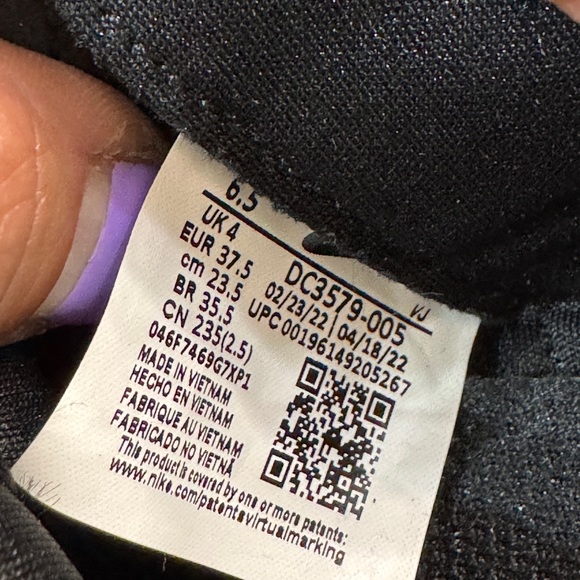 6.5
UK 4
EUR 37.5
cm 23.5
BR 35.5
CN 235(2.5)
046F7469G7XP1
VJ
DC3579-005
02/23/22 | 04/18/22
UPC 00196149205267
MADE IN VIETNAM
HECHO EN VIETNAM
FABRIQUE AU VIETNAM
FABRICADO NO VIETNÃ
This product is covered by one or more patents:
www.nike.com/patentsvirtualmarking